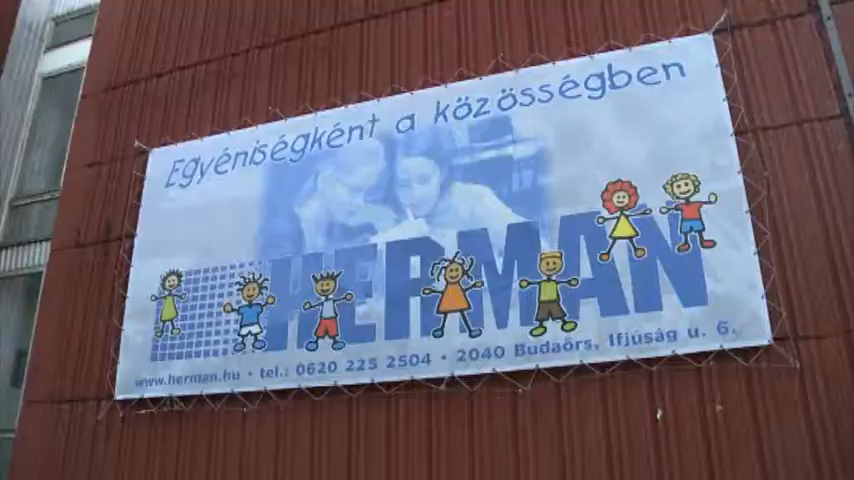 Egyéniségként a közösségben
HERMAN
www.herman.hu • tel.: 0620 225 2504 • 2040 Budaörs, Ifjúság u. 6.